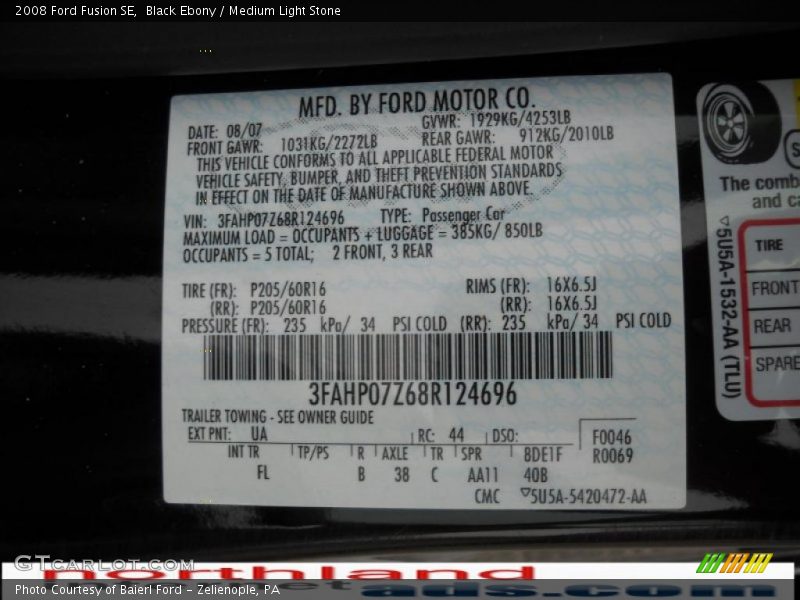 2008 Ford Fusion SE,  Black Ebony / Medium Light Stone
MFD. BY FORD MOTOR CO.
DATE: 08/07
GVWR: 1929KG/4253LB
FRONT GAWR: 1031KG/2272LB
REAR GAWR: 912KG/2010LB
THIS VEHICLE CONFORMS TO ALL APPLICABLE FEDERAL MOTOR
VEHICLE SAFETY, BUMPER, AND THEFT PREVENTION STANDARDS
IN EFFECT ON THE DATE OF MANUFACTURE SHOWN ABOVE.
VIN: 3FAHP07Z68R124696 TYPE: Passenger Car
MAXIMUM LOAD = OCCUPANTS + LUGGAGE = 385KG/ 850LB
OCCUPANTS = 5 TOTAL; 2 FRONT, 3 REAR
TIRE (FR): P205/60R16 RIMS (FR): 16X6.5J
(RR): P205/60R16 (RR): 16X6.5J
PRESSURE (FR): 235 kPa/ 34 PSI COLD (RR): 235 kPa/ 34 PSI COLD
3FAHP07Z68R124696
TRAILER TOWING - SEE OWNER GUIDE
EXT PNT: UA RC: 44 DSO: F0046
R0069
INT TR TP/PS R AXLE TR SPR 8DE1F
FL B 38 C AA11 40B
CMC ▽5U5A-5420472-AA
The comb
and ca
TIRE
FRONT
REAR
SPARE
▽5U5A-1532-AA (TLU)
GTCarLot.com
northland
Photo Courtesy of Baierl Ford - Zelienople, PA